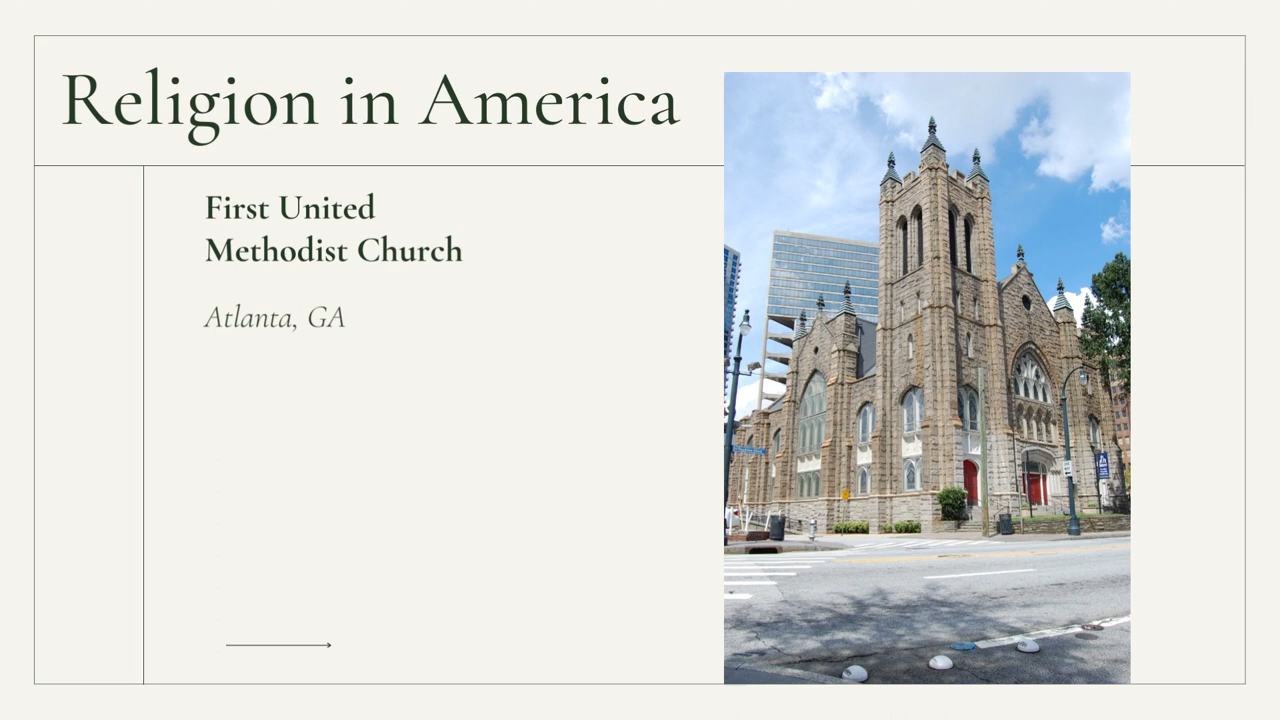 Religion in America
First United
Methodist Church
Atlanta, GA